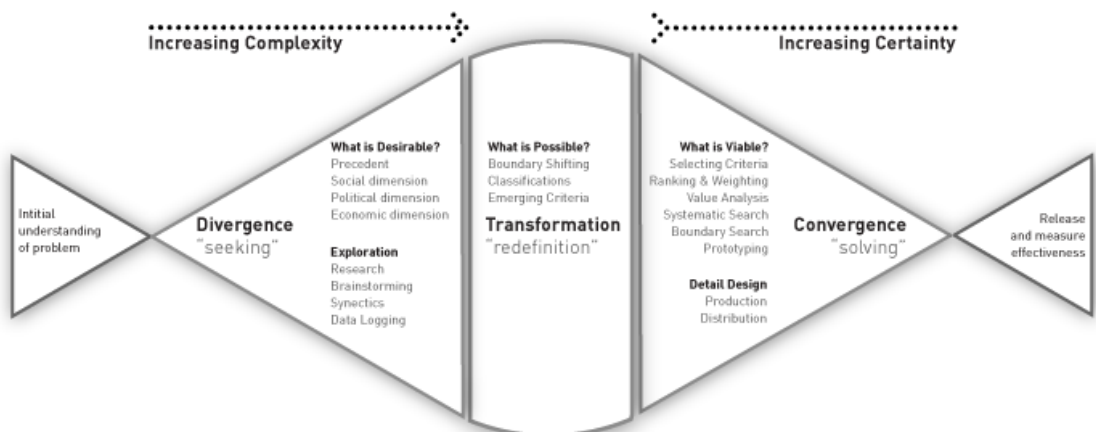 Increasing Complexity
Increasing Certainty
Intitial
understanding
of problem
Divergence
"seeking"
What is Desirable?
Precedent
Social dimension
Political dimension
Economic dimension
Exploration
Research
Brainstorming
Synectics
Data Logging
What is Possible?
Boundary Shifting
Classifications
Emerging Criteria
Transformation
"redefinition"
What is Viable?
Selecting Criteria
Ranking & Weighting
Value Analysis
Systematic Search
Boundary Search
Prototyping
Detail Design
Production
Distribution
Convergence
"solving"
Release
and measure
effectiveness